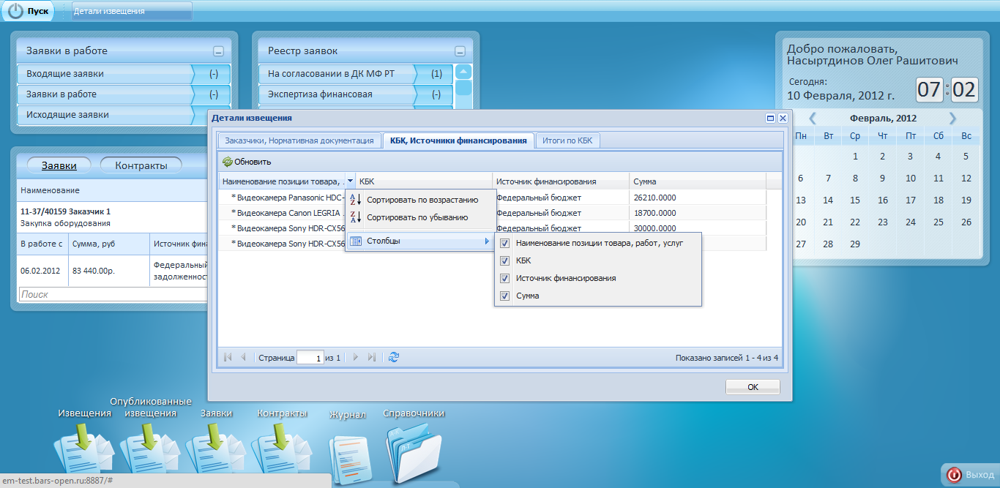 Пуск
Детали извещения
Заявки в работе
Входящие заявки (-)
Заявки в работе (-)
Исходящие заявки
Реестр заявок
На согласовании в ДК МФ РТ (1)
Экспертиза финансовая (-)
Добро пожаловать,
Насыртдинов Олег Рашитович
Сегодня:
10 Февраля, 2012 г.
07:02
Февраль, 2012
Пн Вт Ср Чт Пт Сб Вс
1 2 3 4 5
6 7 8 9 10 11 12
13 14 15 16 17 18 19
20 21 22 23 24 25 26
27 28 29
Заявки Контракты
Наименование
11-37/40159 Заказчик 1
Закупка оборудования
В работе с Сумма, руб Источник фин
06.02.2012 83 440.00р. Федеральный
задолженност
Поиск
Детали извещения
Заказчики, Нормативная документация КБК, Источники финансирования Итоги по КБК
Обновить
Наименование позиции товара, .. КБК Источник финансирования Сумма
*Видеокамера Panasonic HDC- Федеральный бюджет 26210.0000
*Видеокамера Canon LEGRIA Федеральный бюджет 18700.0000
*Видеокамера Sony HDR-CX56 Федеральный бюджет 30000.0000
*Видеокамера Sony HDR-CX56
Сортировать по возрастанию
Сортировать по убыванию
Столбцы
Наименование позиции товара, работ, услуг
КБК
Источник финансирования
Сумма
Страница 1 из 1
Показано записей 1 - 4 из 4
OK
Извещения
Опубликованные
извещения
Заявки
Контракты
Журнал
Справочники
em-test.bars-open.ru:8887/#
Выход